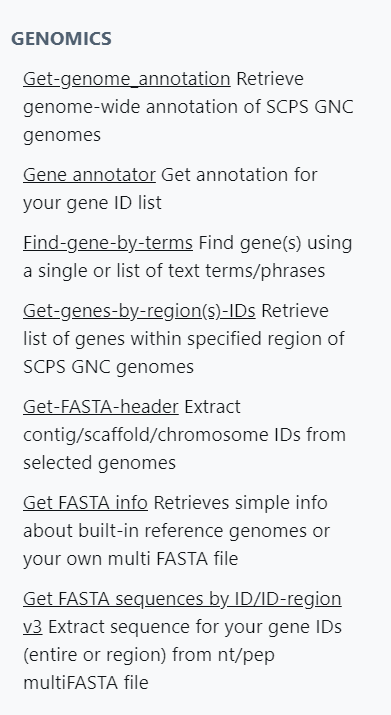 GENOMICS
Get-genome_annotation Retrieve
genome-wide annotation of SCPS GNC
genomes
Gene annotator Get annotation for
your gene ID list
Find-gene-by-terms Find gene(s) using
a single or list of text terms/phrases
Get-genes-by-region(s)-IDs Retrieve
list of genes within specified region of
SCPS GNC genomes
Get-FASTA-header Extract
contig/scaffold/chromosome IDs from
selected genomes
Get FASTA info Retrieves simple info
about built-in reference genomes or
your own multi FASTA file
Get FASTA sequences by ID/ID-region
v3 Extract sequence for your gene IDs
(entire or region) from nt/pep
multiFASTA file